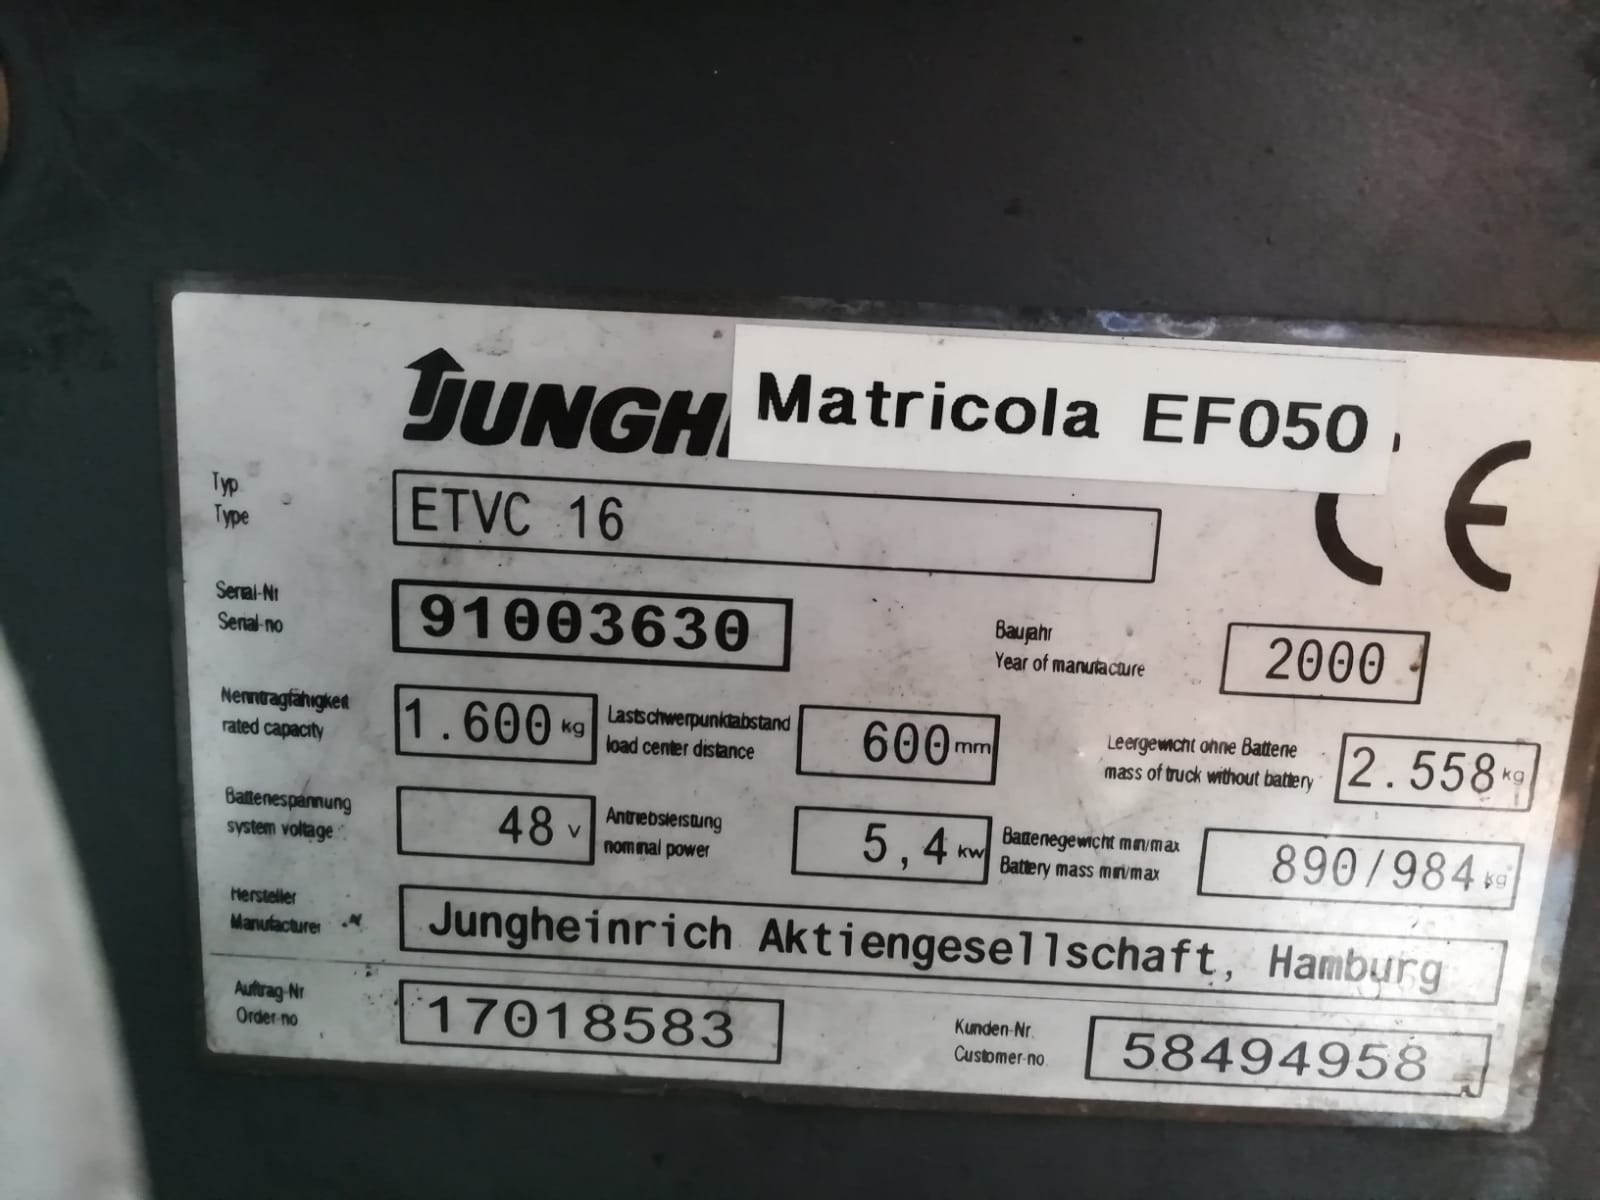 JUNGH
Matricola EF050
CE
Typ
Type
ETVC 16
Serial-Nr
Serial-no
91003630
Baujahr
Year of manufacture
2000
Nenntragfähigkeit
rated capacity
1.600 kg
Lastschwerpunktabstand
load center distance
600 mm
Leergewicht ohne Batterie
mass of truck without battery
2.558 kg
Batteriespannung
system voltage
48 V
Antriebsleistung
nominal power
5,4 kw
Batteriegewicht min/max
Battery mass min/max
890/984 kg
Hersteller
Manufacturer
Jungheinrich Aktiengesellschaft, Hamburg
Auftrag-Nr
Order-no
17018583
Kunden-Nr.
Customer-no.
58494958